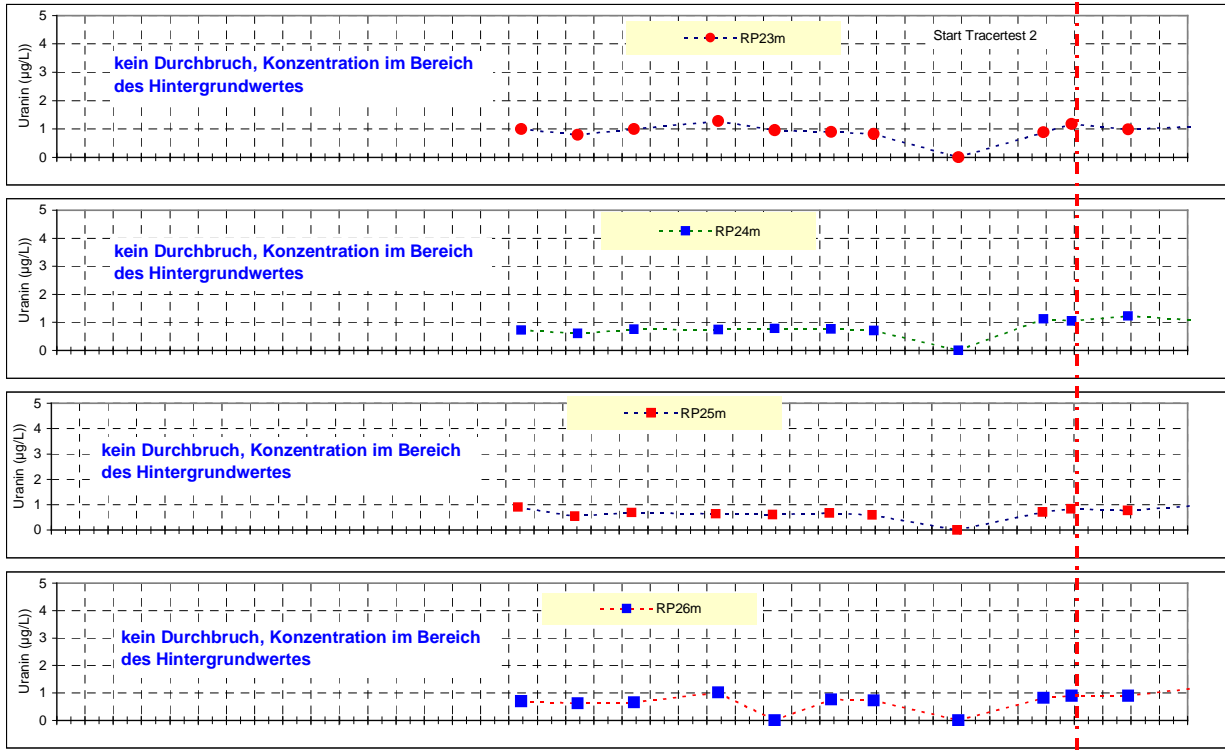 5
4
3
2
1
0
Uranin (µg/L))
kein Durchbruch, Konzentration im Bereich
des Hintergrundwertes
RP23m
Start Tracertest 2
5
4
3
2
1
0
Uranin (µg/L))
kein Durchbruch, Konzentration im Bereich
des Hintergrundwertes
RP24m
5
4
3
2
1
0
Uranin (µg/L))
kein Durchbruch, Konzentration im Bereich
des Hintergrundwertes
RP25m
5
4
3
2
1
0
Uranin (µg/L))
kein Durchbruch, Konzentration im Bereich
des Hintergrundwertes
RP26m